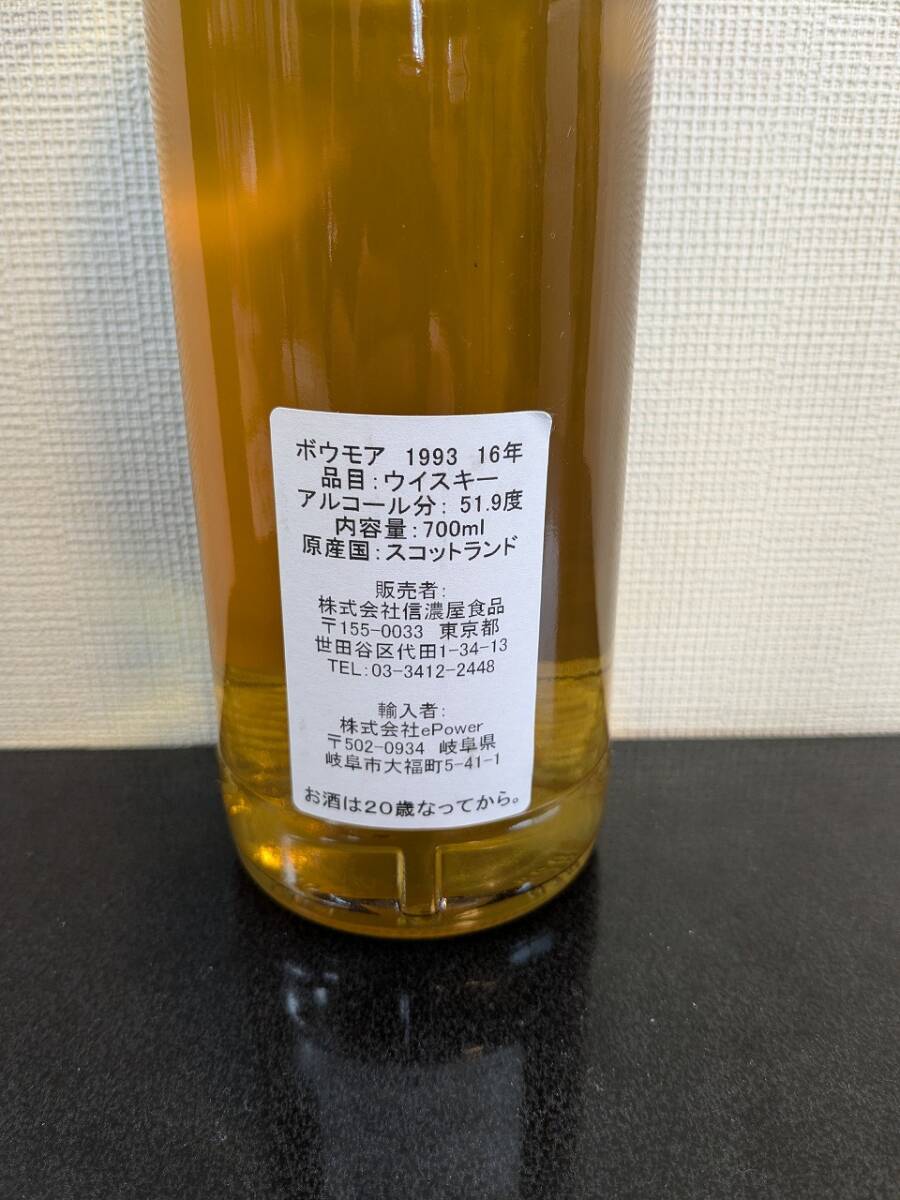 ボウモア 1993 16年
品目:ウイスキー
アルコール分: 51.9度
内容量:700ml
原産国:スコットランド
販売者:
株式会社信濃屋食品
〒155-0033 東京都
世田谷区代田1-34-13
TEL:03-3412-2448
輸入者:
株式会社ePower
〒502-0934 岐阜県
岐阜市大福町5-41-1
お酒は20歳なってから。